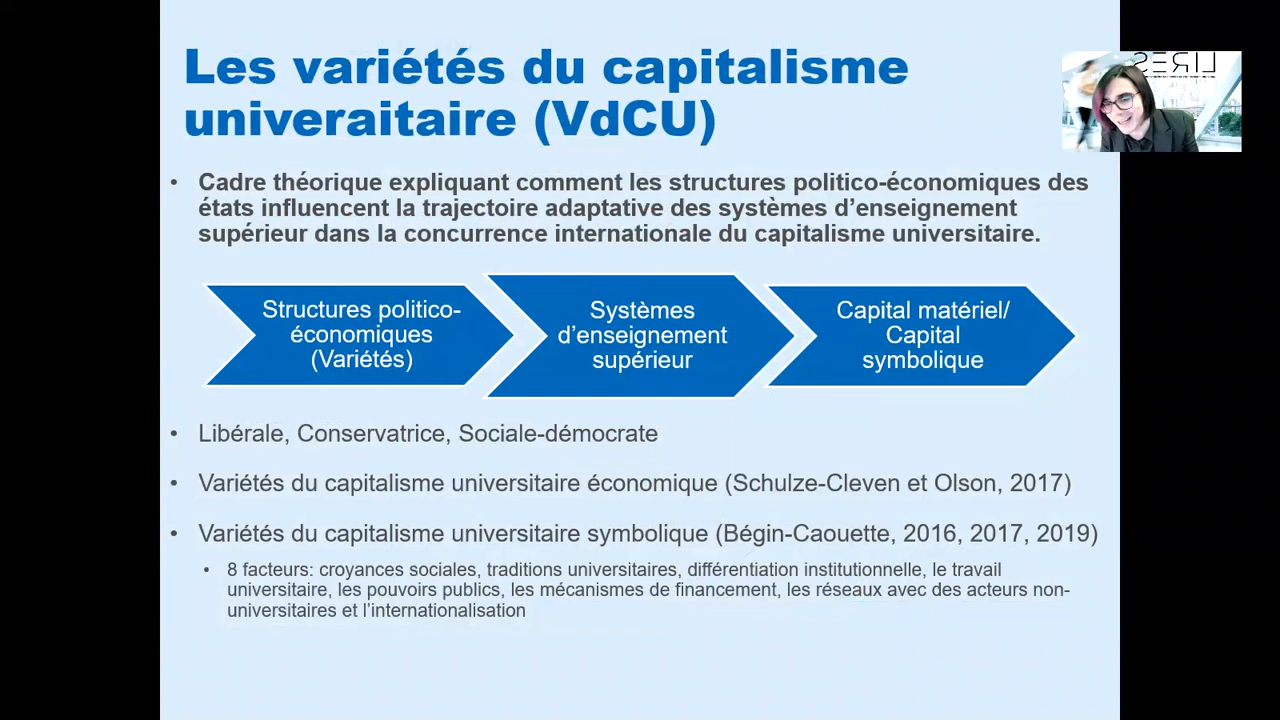 Les variétés du capitalisme
univeraitaire (VdCU)
LIRES
• Cadre théorique expliquant comment les structures politico-économiques des
états influencent la trajectoire adaptative des systèmes d’enseignement
supérieur dans la concurrence internationale du capitalisme universitaire.
Structures politico-
économiques
(Variétés)
Systèmes
d’enseignement
supérieur
Capital matériel/
Capital
symbolique
• Libérale, Conservatrice, Sociale-démocrate
• Variétés du capitalisme universitaire économique (Schulze-Cleven et Olson, 2017)
• Variétés du capitalisme universitaire symbolique (Bégin-Caouette, 2016, 2017, 2019)
• 8 facteurs: croyances sociales, traditions universitaires, différentiation institutionnelle, le travail
universitaire, les pouvoirs publics, les mécanismes de financement, les réseaux avec des acteurs non-
universitaires et l’internationalisation